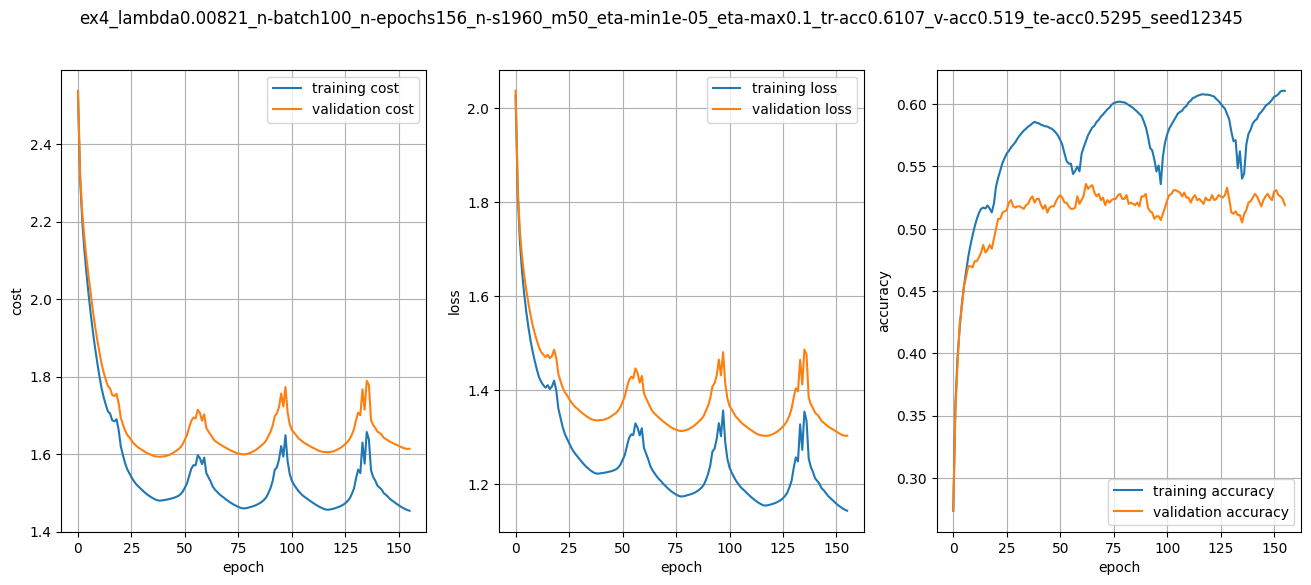 ex4_lambda0.00821_n-batch100_n-epochs156_n-s1960_m50_eta-min1e-05_eta-max0.1_tr-acc0.6107_v-acc0.519_te-acc0.5295_seed12345
training cost
validation cost
2.4
2.2
2.0
1.8
1.6
1.4
cost
0 25 50 75 100 125 150
epoch
training loss
validation loss
2.0
1.8
1.6
1.4
1.2
loss
0 25 50 75 100 125 150
epoch
0.60
0.55
0.50
0.45
0.40
0.35
0.30
accuracy
training accuracy
validation accuracy
0 25 50 75 100 125 150
epoch